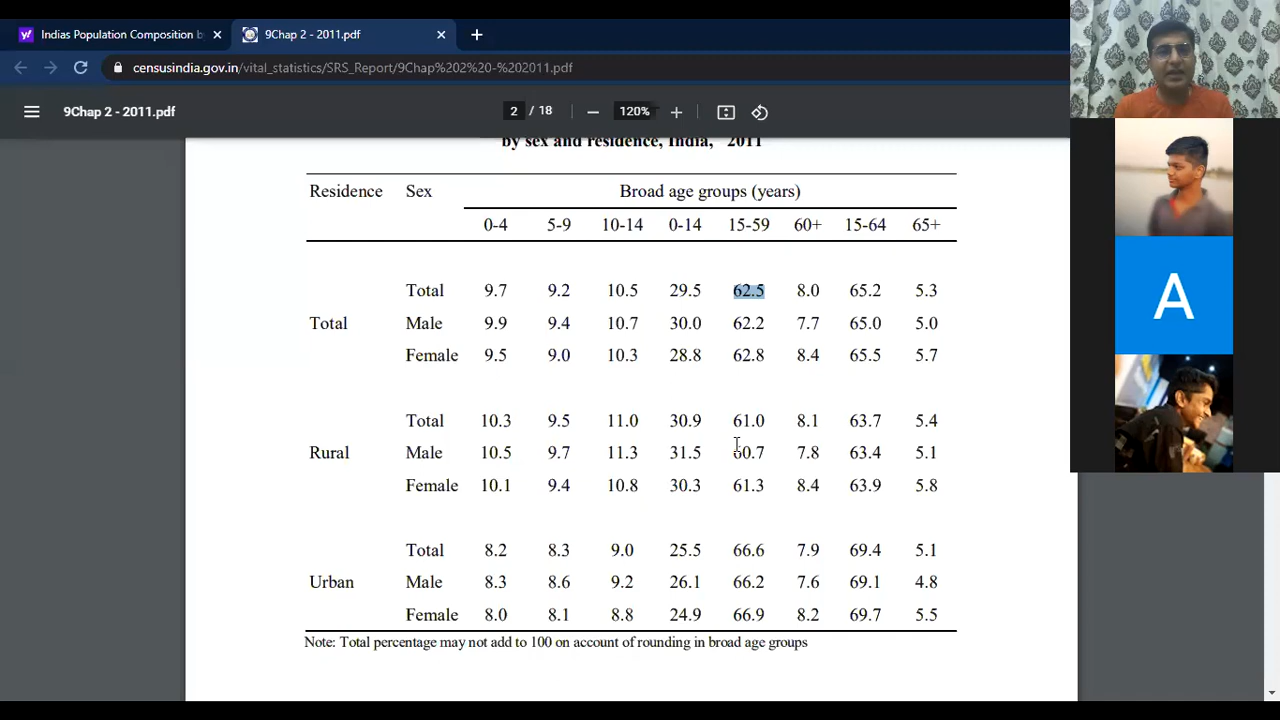 Indias Population Composition b
9Chap 2 - 2011.pdf
censusindia.gov.in/vital_statistics/SRS_Report/9Chap%202%20-%202011.pdf
9Chap 2 - 2011.pdf
2 / 18
120%
by sex and residence, India, 2011
Residence Sex Broad age groups (years)
0-4 5-9 10-14 0-14 15-59 60+ 15-64 65+
Total 9.7 9.2 10.5 29.5 62.5 8.0 65.2 5.3
Total Male 9.9 9.4 10.7 30.0 62.2 7.7 65.0 5.0
Female 9.5 9.0 10.3 28.8 62.8 8.4 65.5 5.7
Total 10.3 9.5 11.0 30.9 61.0 8.1 63.7 5.4
Rural Male 10.5 9.7 11.3 31.5 60.7 7.8 63.4 5.1
Female 10.1 9.4 10.8 30.3 61.3 8.4 63.9 5.8
Total 8.2 8.3 9.0 25.5 66.6 7.9 69.4 5.1
Urban Male 8.3 8.6 9.2 26.1 66.2 7.6 69.1 4.8
Female 8.0 8.1 8.8 24.9 66.9 8.2 69.7 5.5
Note: Total percentage may not add to 100 on account of rounding in broad age groups
A